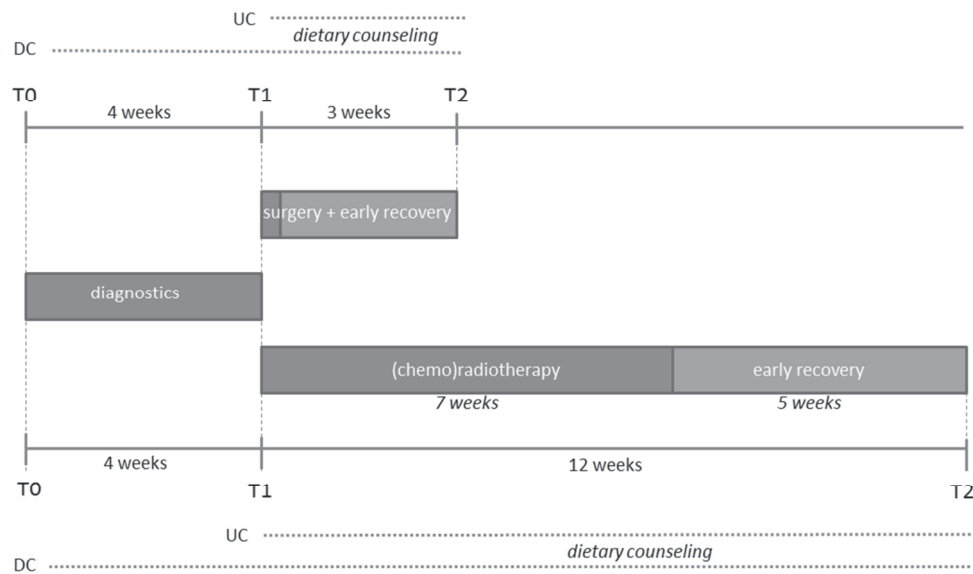 UC
dietary counseling
DC
T0 T1 T2
4 weeks 3 weeks
surgery + early recovery
diagnostics
(chemo)radiotherapy early recovery
7 weeks 5 weeks
4 weeks 12 weeks
T0 T1 T2
UC
dietary counseling
DC